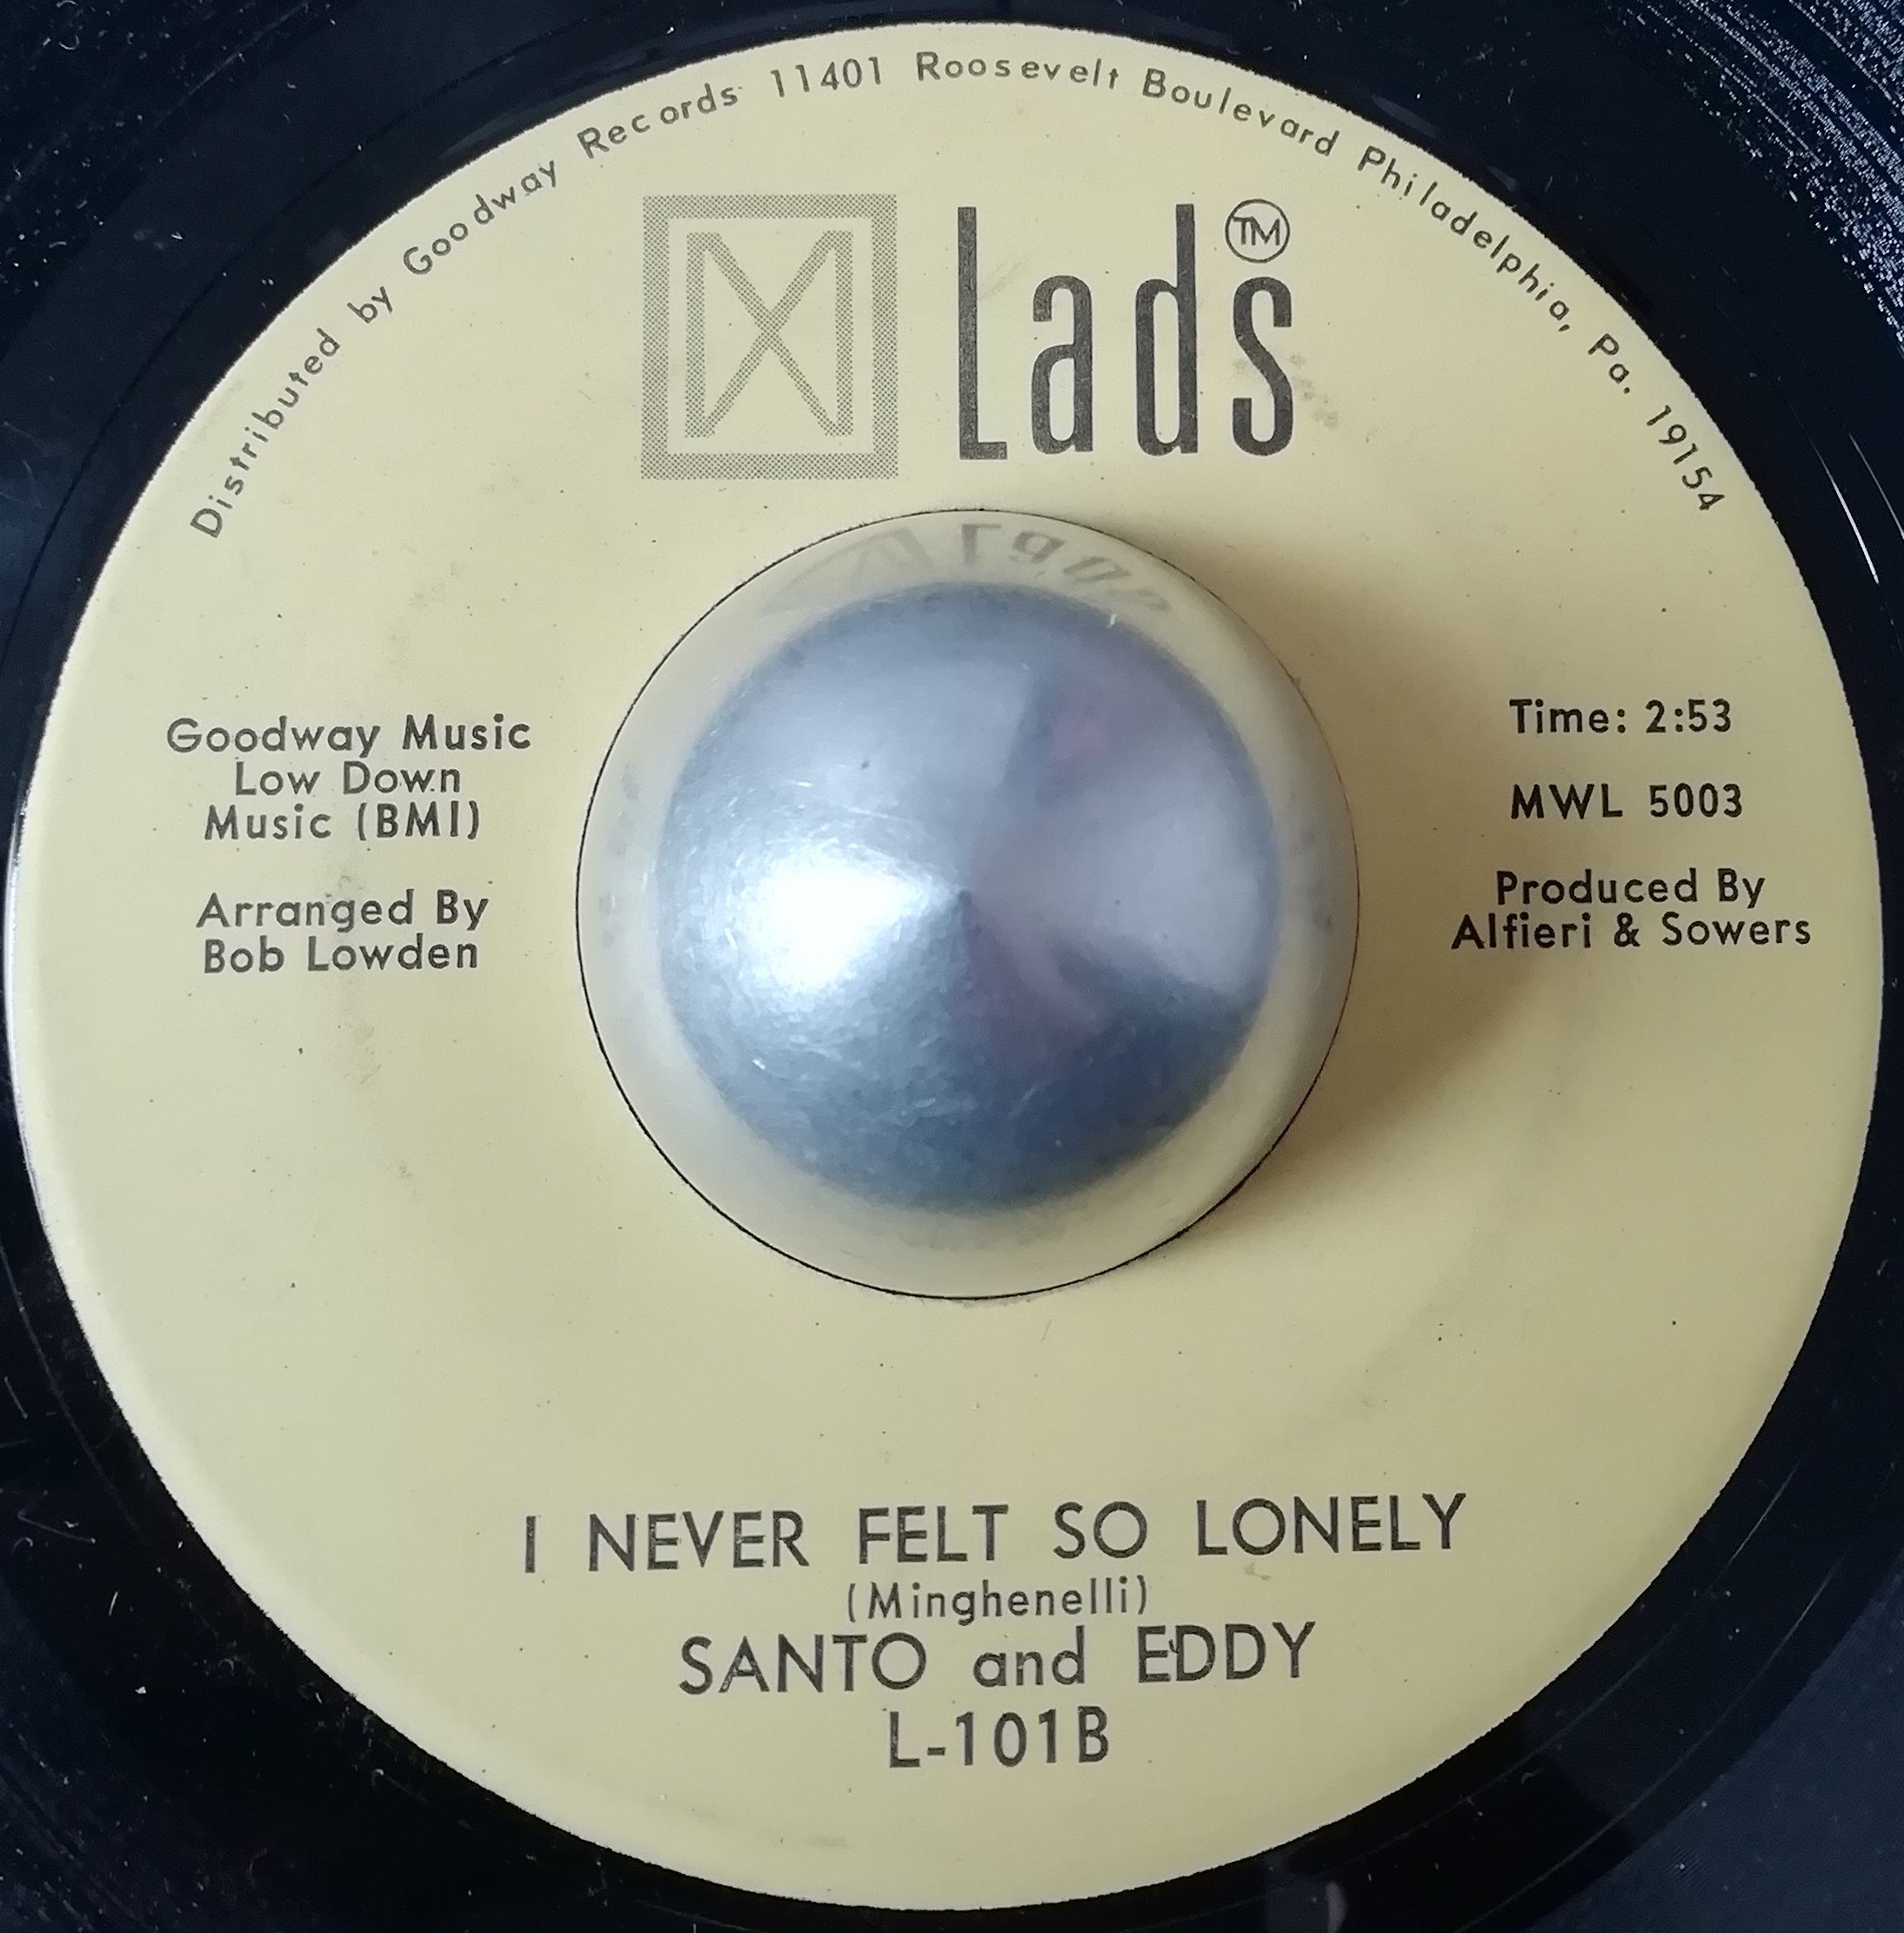 Distributed by Goodway Records 11401 Roosevelt Boulevard Philadelphia, Pa. 19154
Lads TM
Goodway Music
Low Down
Music (BMI)
Arranged By
Bob Lowden
Time: 2:53
MWL 5003
Produced By
Alfieri & Sowers
I NEVER FELT SO LONELY
(Minghenelli)
SANTO and EDDY
L-101B